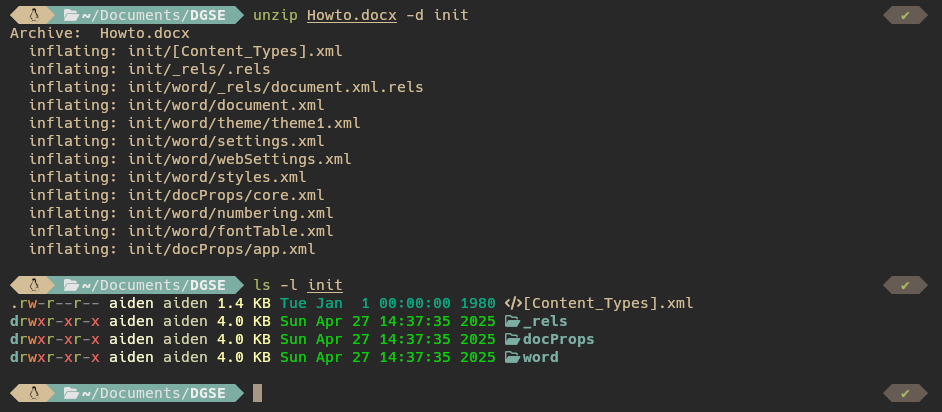 ~/Documents/DGSE unzip Howto.docx -d init ✔
Archive:  Howto.docx
  inflating: init/[Content_Types].xml
  inflating: init/_rels/.rels
  inflating: init/word/_rels/document.xml.rels
  inflating: init/word/document.xml
  inflating: init/word/theme/theme1.xml
  inflating: init/word/settings.xml
  inflating: init/word/webSettings.xml
  inflating: init/word/styles.xml
  inflating: init/docProps/core.xml
  inflating: init/word/numbering.xml
  inflating: init/word/fontTable.xml
  inflating: init/docProps/app.xml
~/Documents/DGSE ls -l init ✔
.rw-r--r-- aiden aiden 1.4 KB Tue Jan  1 00:00:00 1980 </>[Content_Types].xml
drwxr-xr-x aiden aiden 4.0 KB Sun Apr 27 14:37:35 2025 _rels
drwxr-xr-x aiden aiden 4.0 KB Sun Apr 27 14:37:35 2025 docProps
drwxr-xr-x aiden aiden 4.0 KB Sun Apr 27 14:37:35 2025 word
~/Documents/DGSE ✔